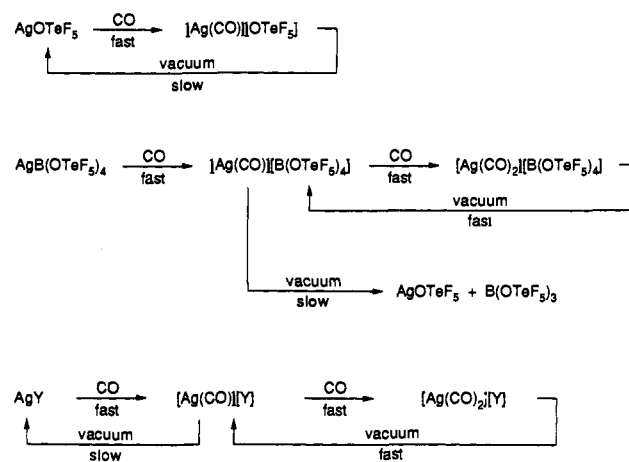 CO
AgOTeF₅ ]Ag(CO)][OTeF₅]
fast
vacuum
slow
CO CO
AgB(OTeF₅)₄ ]Ag(CO)][B(OTeF₅)₄] [Ag(CO)₂][B(OTeF₅)₄]
fast fast
vacuum
fast
vacuum
AgOTeF₅ + B(OTeF₅)₃
slow
CO CO
AgY [Ag(CO)][Y} [Ag(CO)₂][Y]
fast fast
vacuum vacuum
slow fast